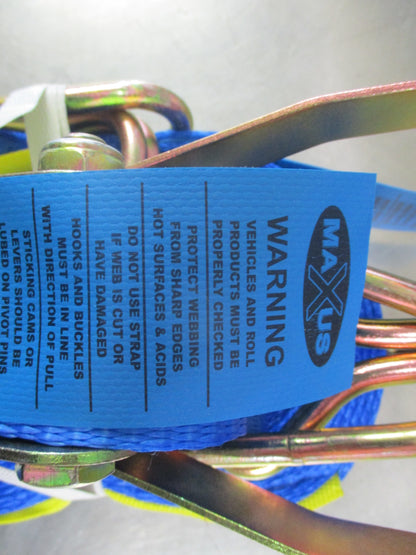 MAXUS
WARNING
VEHICLES AND ROLL
PRODUCTS MUST BE
PROPERLY CHECKED
PROTECT WEBBING
FROM SHARP EDGES
HOT SURFACES & ACIDS
DO NOT USE STRAP
IF WEB IS CUT OR
HAVE DAMAGED
HOOKS AND BUCKLES
MUST BE IN LINE
WITH DIRECTION OF PULL
STICKING CAMS OR
LEVERS SHOULD BE
LUBED ON PIVOT PINS